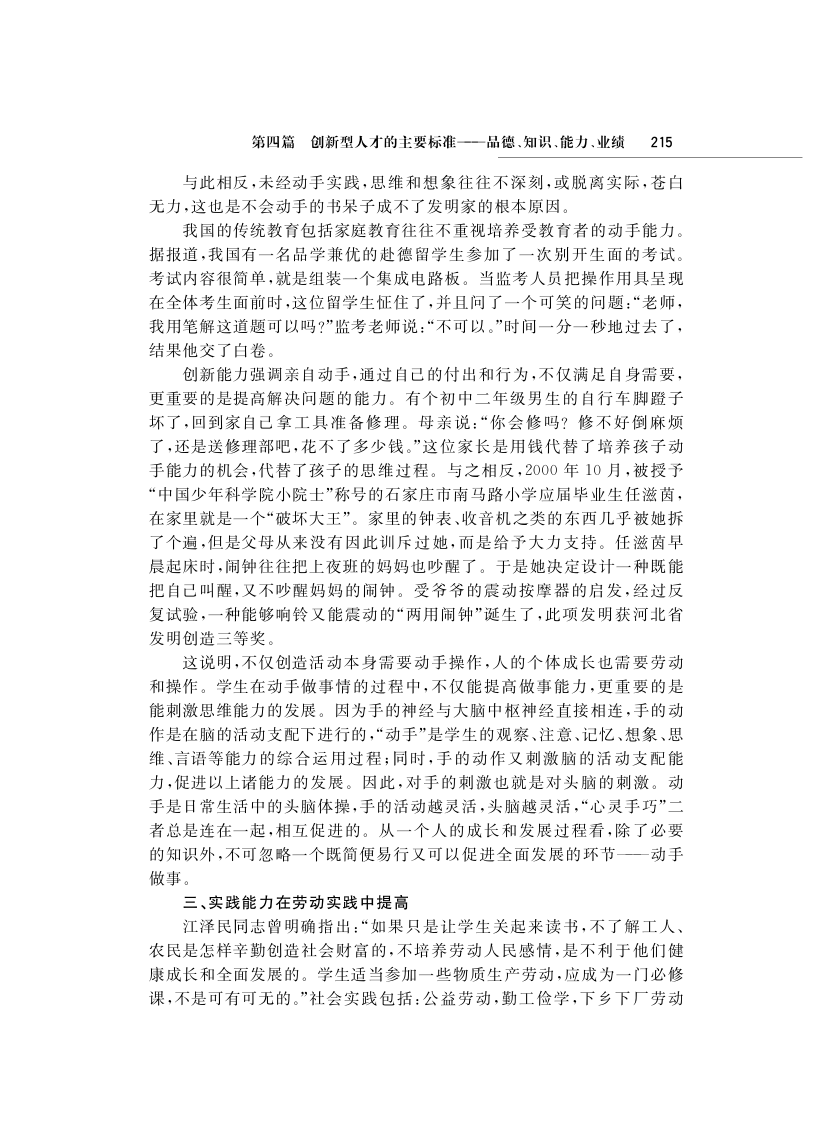 第四篇　创新型人才的主要标准——品德、知识、能力、业绩　215
与此相反,未经动手实践,思维和想象往往不深刻,或脱离实际,苍白
无力,这也是不会动手的书呆子成不了发明家的根本原因。
我国的传统教育包括家庭教育往往不重视培养受教育者的动手能力。
据报道,我国有一名品学兼优的赴德留学生参加了一次别开生面的考试。
考试内容很简单,就是组装一个集成电路板。当监考人员把操作用具呈现
在全体考生面前时,这位留学生怔住了,并且问了一个可笑的问题:“老师,
我用笔解这道题可以吗?”监考老师说:“不可以。”时间一分一秒地过去了,
结果他交了白卷。
创新能力强调亲自动手,通过自己的付出和行为,不仅满足自身需要,
更重要的是提高解决问题的能力。有个初中二年级男生的自行车脚蹬子
坏了,回到家自己拿工具准备修理。母亲说:“你会修吗? 修不好倒麻烦
了,还是送修理部吧,花不了多少钱。”这位家长是用钱代替了培养孩子动
手能力的机会,代替了孩子的思维过程。与之相反,2000 年 10 月,被授予
“中国少年科学院小院士”称号的石家庄市南马路小学应届毕业生任滋茵,
在家里就是一个“破坏大王”。家里的钟表、收音机之类的东西几乎被她拆
了个遍,但是父母从来没有因此训斥过她,而是给予大力支持。任滋茵早
晨起床时,闹钟往往把上夜班的妈妈也吵醒了。于是她决定设计一种既能
把自己叫醒,又不吵醒妈妈的闹钟。受爷爷的震动按摩器的启发,经过反
复试验,一种能够响铃又能震动的“两用闹钟”诞生了,此项发明获河北省
发明创造三等奖。
这说明,不仅创造活动本身需要动手操作,人的个体成长也需要劳动
和操作。学生在动手做事情的过程中,不仅能提高做事能力,更重要的是
能刺激思维能力的发展。因为手的神经与大脑中枢神经直接相连,手的动
作是在脑的活动支配下进行的,“动手”是学生的观察、注意、记忆、想象、思
维、言语等能力的综合运用过程;同时,手的动作又刺激脑的活动支配能
力,促进以上诸能力的发展。因此,对手的刺激也就是对头脑的刺激。动
手是日常生活中的头脑体操,手的活动越灵活,头脑越灵活,“心灵手巧”二
者总是连在一起,相互促进的。从一个人的成长和发展过程看,除了必要
的知识外,不可忽略一个既简便易行又可以促进全面发展的环节——动手
做事。
三、实践能力在劳动实践中提高
江泽民同志曾明确指出:“如果只是让学生关起来读书,不了解工人、
农民是怎样辛勤创造社会财富的,不培养劳动人民感情,是不利于他们健
康成长和全面发展的。学生适当参加一些物质生产劳动,应成为一门必修
课,不是可有可无的。”社会实践包括:公益劳动,勤工俭学,下乡下厂劳动